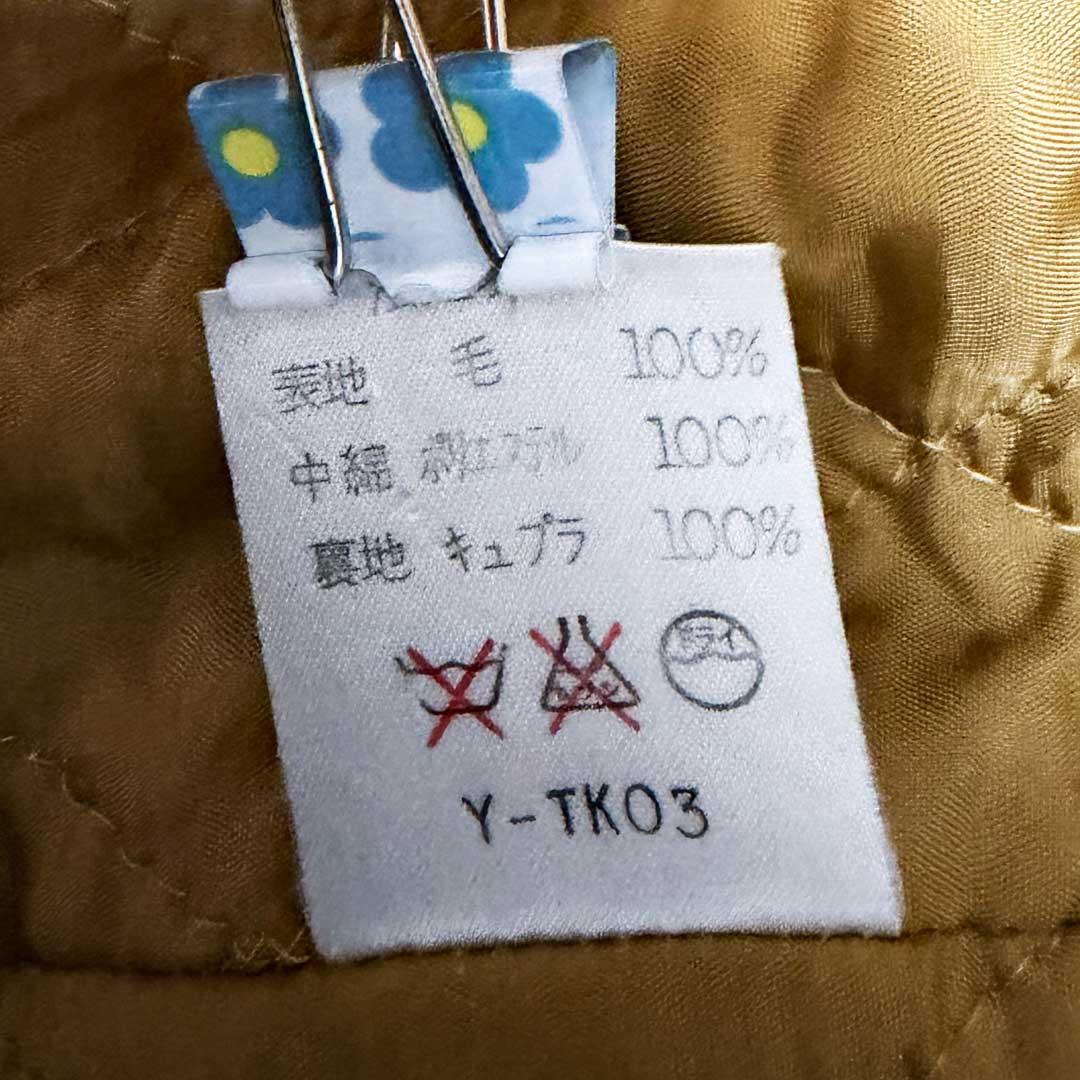 表地 毛 100%
中綿 ポリエステル 100%
裏地 キュプラ 100%
ドライ
Y-TK03